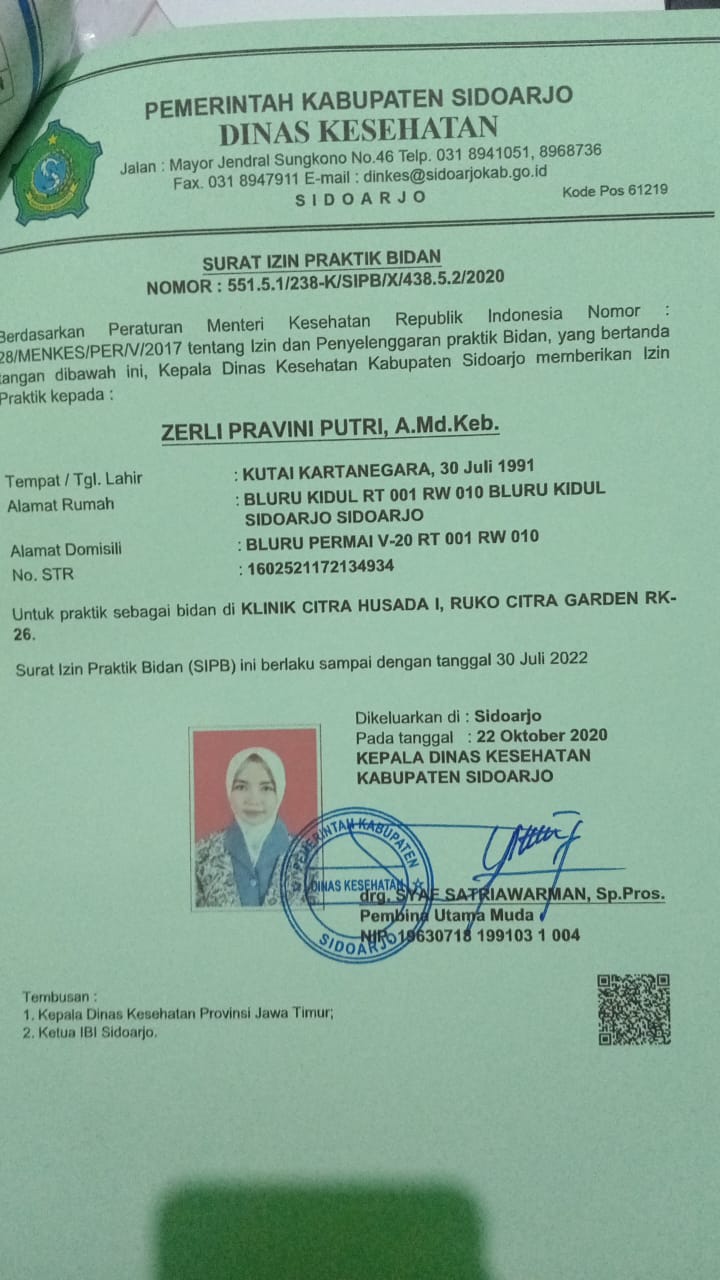 PEMERINTAH KABUPATEN SIDOARJO
DINAS KESEHATAN
Jalan : Mayor Jendral Sungkono No.46 Telp. 031 8941051, 8968736
Fax. 031 8947911 E-mail : dinkes@sidoarjokab.go.id
SIDOARJO
Kode Pos 61219
SURAT IZIN PRAKTIK BIDAN
NOMOR : 551.5.1/238-K/SIPB/X/438.5.2/2020
Berdasarkan Peraturan Menteri Kesehatan Republik Indonesia Nomor :
28/MENKES/PER/V/2017 tentang Izin dan Penyelenggaran praktik Bidan, yang bertanda
tangan dibawah ini, Kepala Dinas Kesehatan Kabupaten Sidoarjo memberikan Izin
Praktik kepada :
ZERLI PRAVINI PUTRI, A.Md.Keb.
Tempat / Tgl. Lahir : KUTAI KARTANEGARA, 30 Juli 1991
Alamat Rumah : BLURU KIDUL RT 001 RW 010 BLURU KIDUL
SIDOARJO SIDOARJO
Alamat Domisili : BLURU PERMAI V-20 RT 001 RW 010
No. STR : 1602521172134934
Untuk praktik sebagai bidan di KLINIK CITRA HUSADA I, RUKO CITRA GARDEN RK-
26.
Surat Izin Praktik Bidan (SIPB) ini berlaku sampai dengan tanggal 30 Juli 2022
Dikeluarkan di : Sidoarjo
Pada tanggal : 22 Oktober 2020
KEPALA DINAS KESEHATAN
KABUPATEN SIDOARJO
PEMERINTAH KABUPATEN
DINAS KESEHATAN
SIDOARJO
drg. SYAF SATRIAWARMAN, Sp.Pros.
Pembina Utama Muda
NIP. 19630718 199103 1 004
Tembusan :
1. Kepala Dinas Kesehatan Provinsi Jawa Timur;
2. Ketua IBI Sidoarjo.